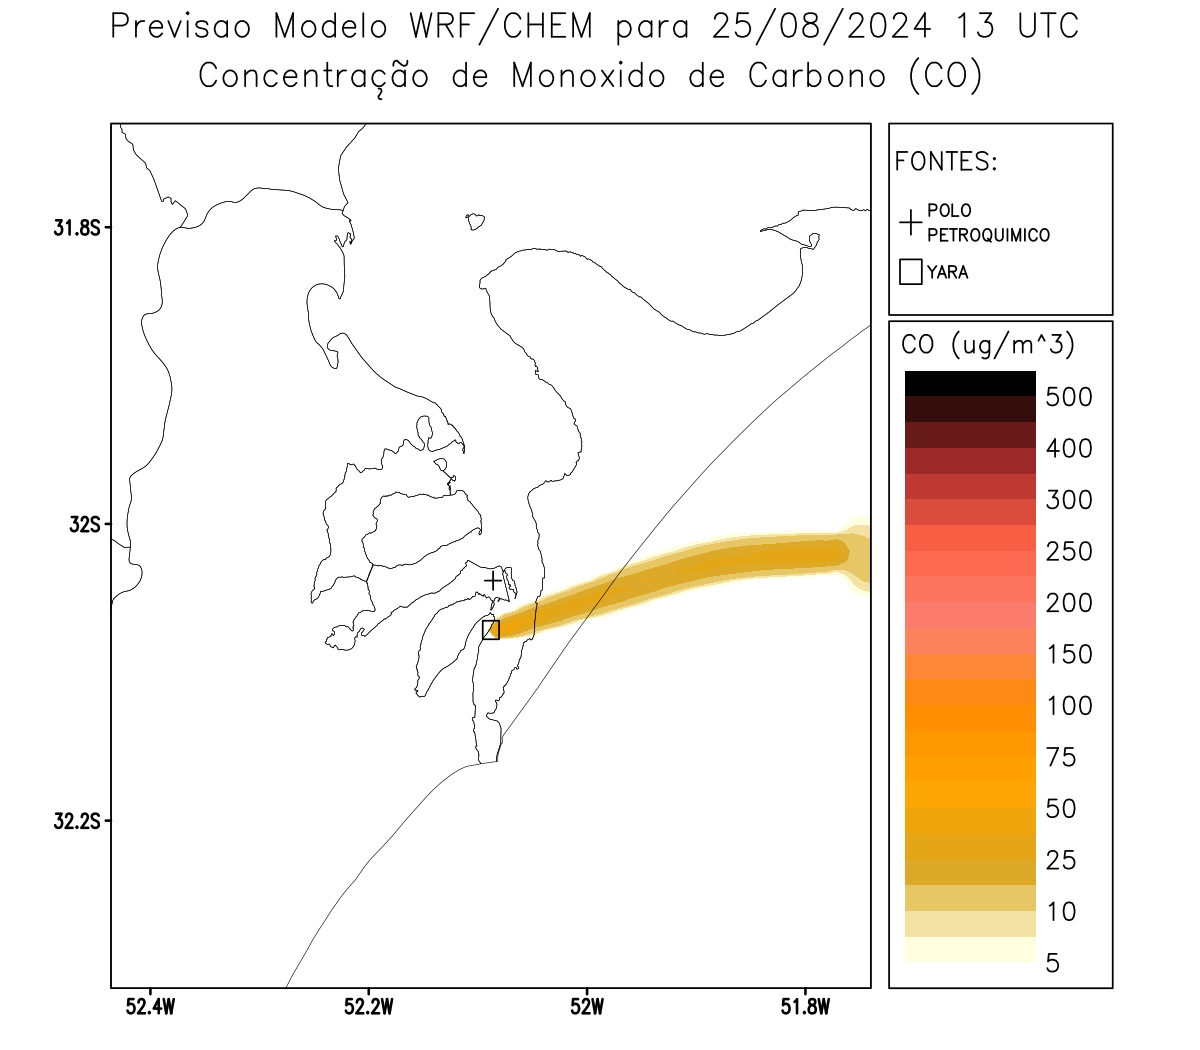 Previsao Modelo WRF/CHEM para 25/08/2024 13 UTC
Concentração de Monoxido de Carbono (CO)
FONTES:
POLO
PETROQUIMICO
YARA
CO (ug/m^3)
500
400
300
250
200
150
100
75
50
25
10
5
31.8S
32S
32.2S
52.4W
52.2W
52W
51.8W